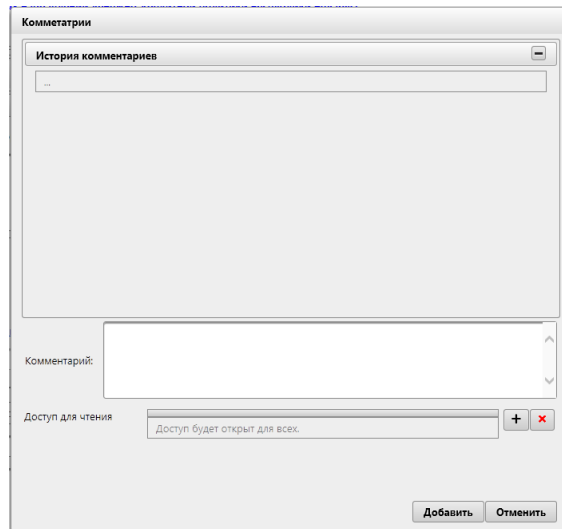 Комметатрии
История комментариев
...
Комментарий:
Доступ для чтения
Доступ будет открыт для всех.
Добавить Отменить